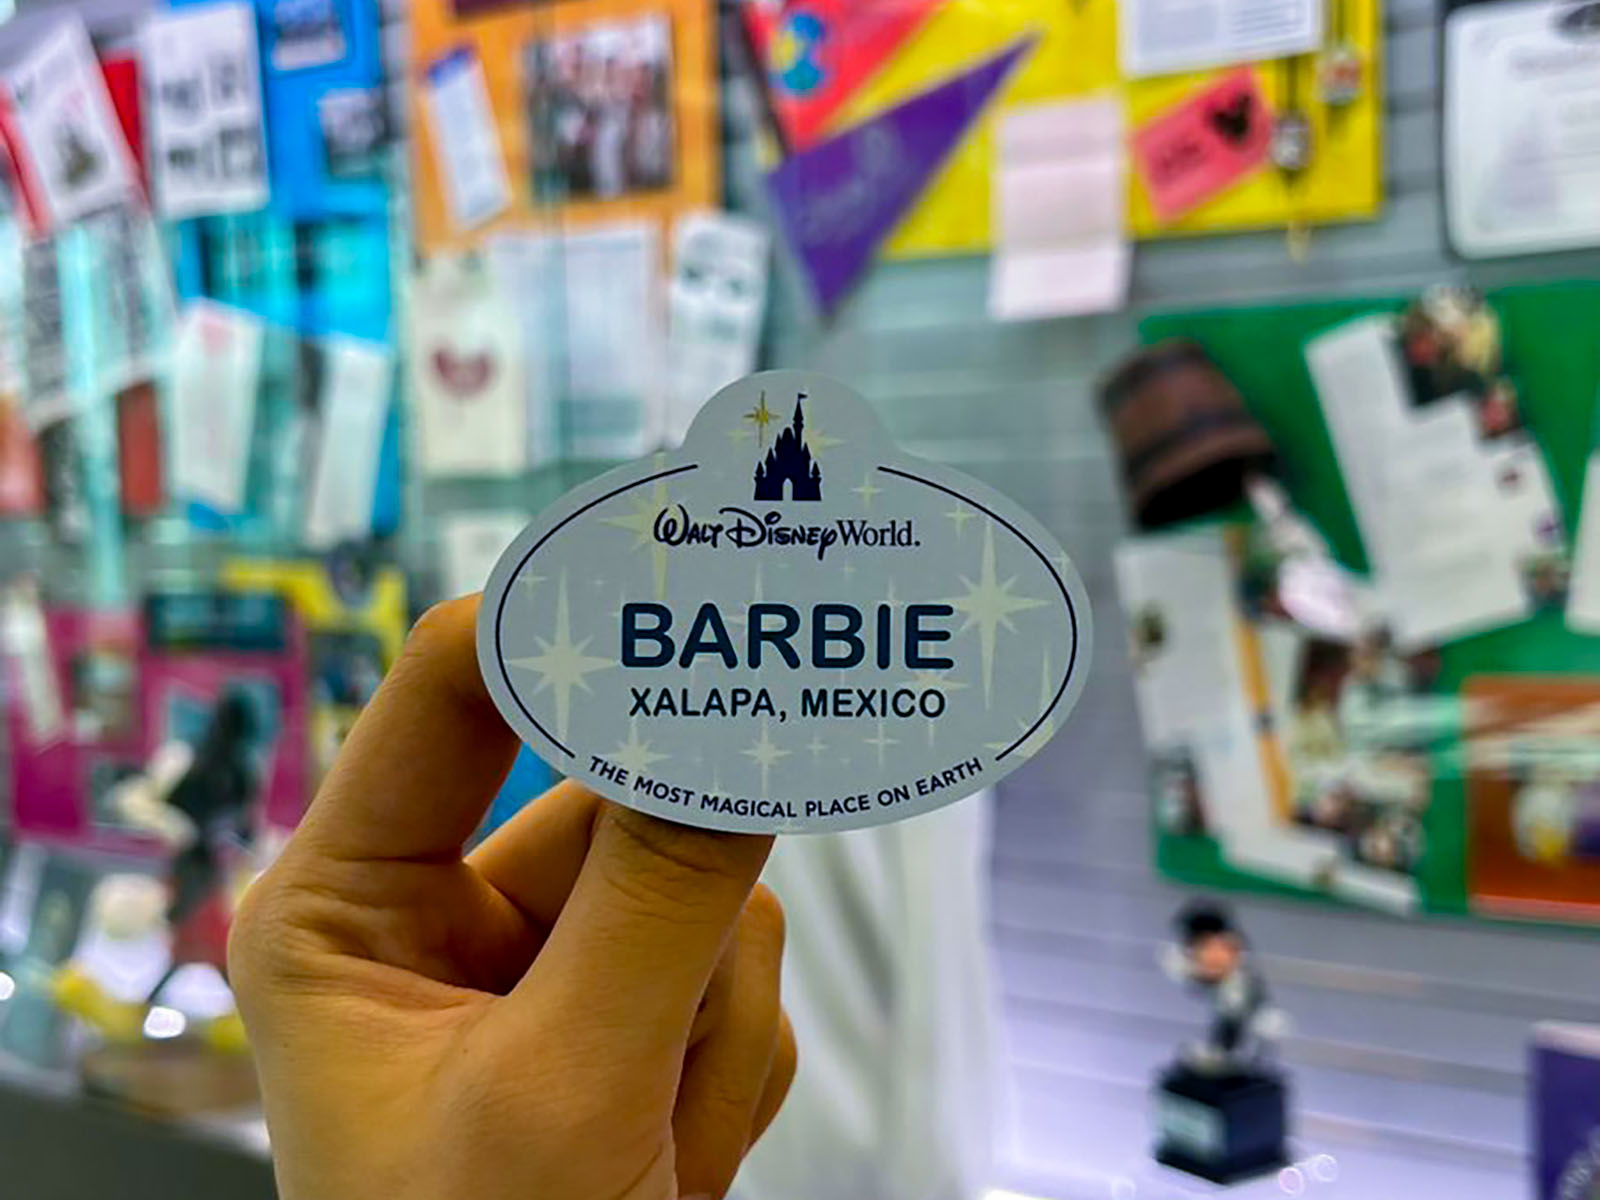 Walt Disney World.
BARBIE
XALAPA, MEXICO
THE MOST MAGICAL PLACE ON EARTH